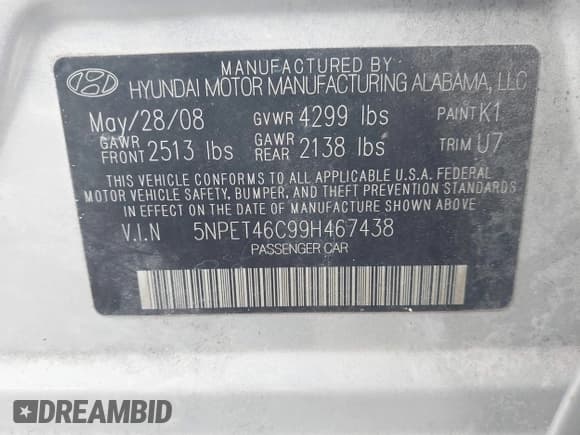 MANUFACTURED BY
HYUNDAI MOTOR MANUFACTURING ALABAMA, LLC
May/28/08 GVWR 4299 lbs PAINT K1
GAWR FRONT 2513 lbs GAWR REAR 2138 lbs TRIM U7
THIS VEHICLE CONFORMS TO ALL APPLICABLE U.S.A. FEDERAL
MOTOR VEHICLE SAFETY, BUMPER, AND THEFT PREVENTION STANDARDS
IN EFFECT ON THE DATE OF MANUFACTURE SHOWN ABOVE
V.I.N 5NPET46C99H467438
PASSENGER CAR
DREAMBID